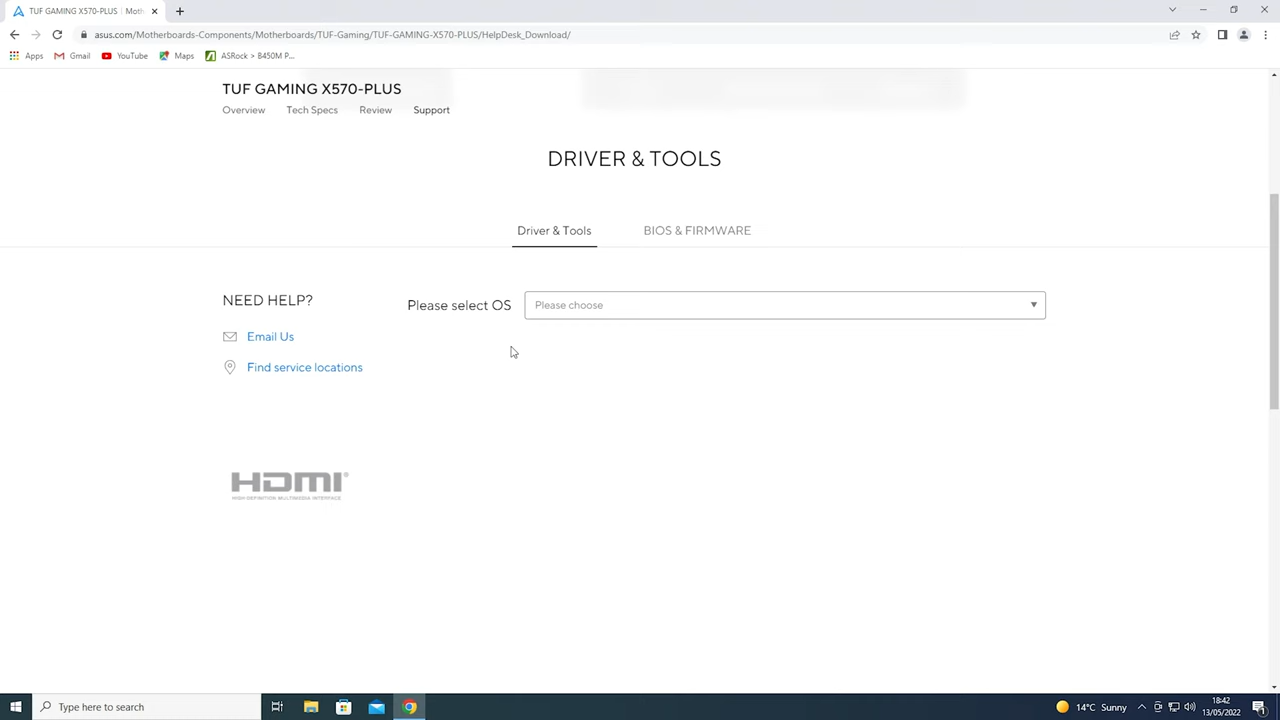 TUF GAMING X570-PLUS | Moth
asus.com/Motherboards-Components/Motherboards/TUF-Gaming/TUF-GAMING-X570-PLUS/HelpDesk_Download/
Apps Gmail YouTube Maps ASRock > B450M P...
TUF GAMING X570-PLUS
Overview Tech Specs Review Support
DRIVER & TOOLS
Driver & Tools BIOS & FIRMWARE
NEED HELP?
Please select OS Please choose
Email Us
Find service locations
HDMI®
HIGH-DEFINITION MULTIMEDIA INTERFACE
Type here to search
14°C Sunny
18:42
13/05/2022
1